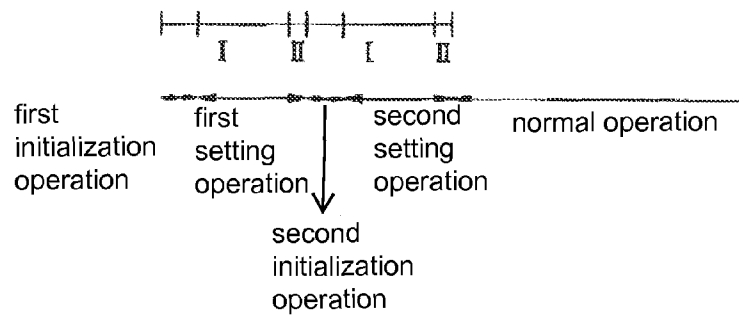 I II I II
first initialization operation
first setting operation
second setting operation
normal operation
second initialization operation